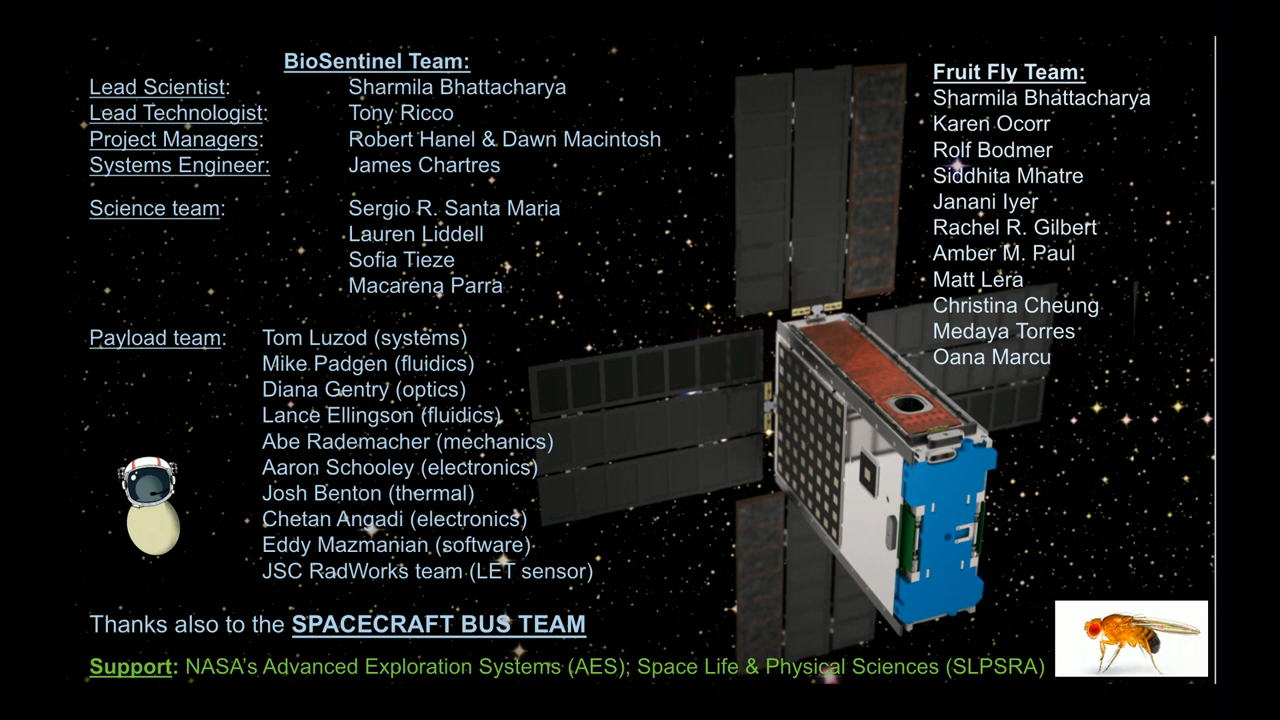 BioSentinel Team:
Lead Scientist: Sharmila Bhattacharya
Lead Technologist: Tony Ricco
Project Managers: Robert Hanel & Dawn Macintosh
Systems Engineer: James Chartres
Science team: Sergio R. Santa Maria
Lauren Liddell
Sofia Tieze
Macarena Parra
Payload team: Tom Luzod (systems)
Mike Padgen (fluidics)
Diana Gentry (optics)
Lance Ellingson (fluidics)
Abe Rademacher (mechanics)
Aaron Schooley (electronics)
Josh Benton (thermal)
Chetan Angadi (electronics)
Eddy Mazmanian (software)
JSC RadWorks team (LET sensor)
Fruit Fly Team:
Sharmila Bhattacharya
Karen Ocorr
Rolf Bodmer
Siddhita Mhatre
Janani Iyer
Rachel R. Gilbert
Amber M. Paul
Matt Lera
Christina Cheung
Medaya Torres
Oana Marcu
Thanks also to the SPACECRAFT BUS TEAM
Support: NASA's Advanced Exploration Systems (AES); Space Life & Physical Sciences (SLPSRA)